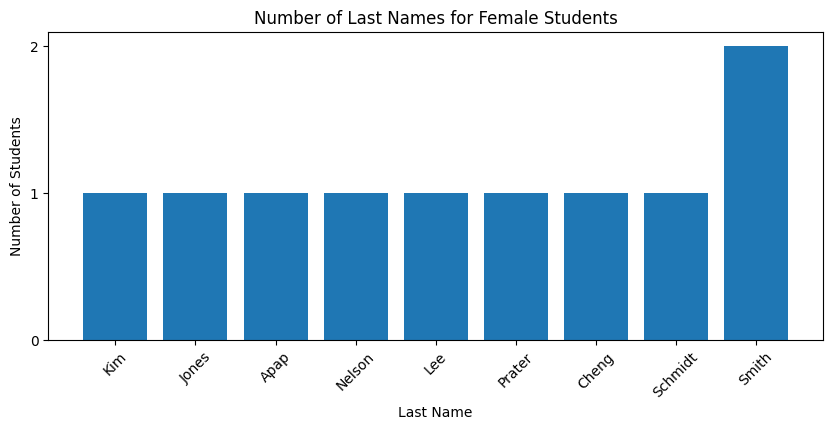 Number of Last Names for Female Students
Number of Students
2
1
0
Kim
Jones
Apap
Nelson
Lee
Prater
Cheng
Schmidt
Smith
Last Name